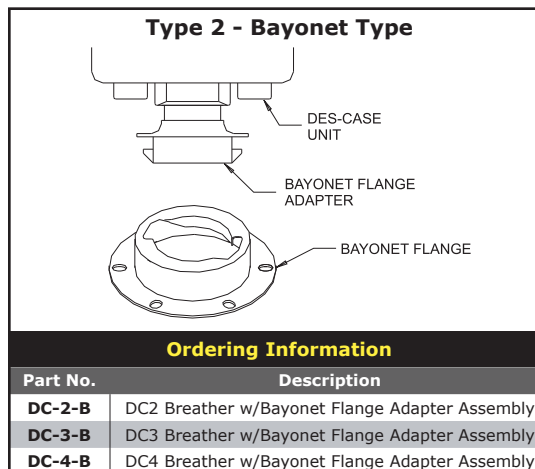 Type 2 - Bayonet Type
DES-CASE
UNIT
BAYONET FLANGE
ADAPTER
BAYONET FLANGE
Ordering Information
Part No. Description
DC-2-B DC2 Breather w/Bayonet Flange Adapter Assembly
DC-3-B DC3 Breather w/Bayonet Flange Adapter Assembly
DC-4-B DC4 Breather w/Bayonet Flange Adapter Assembly